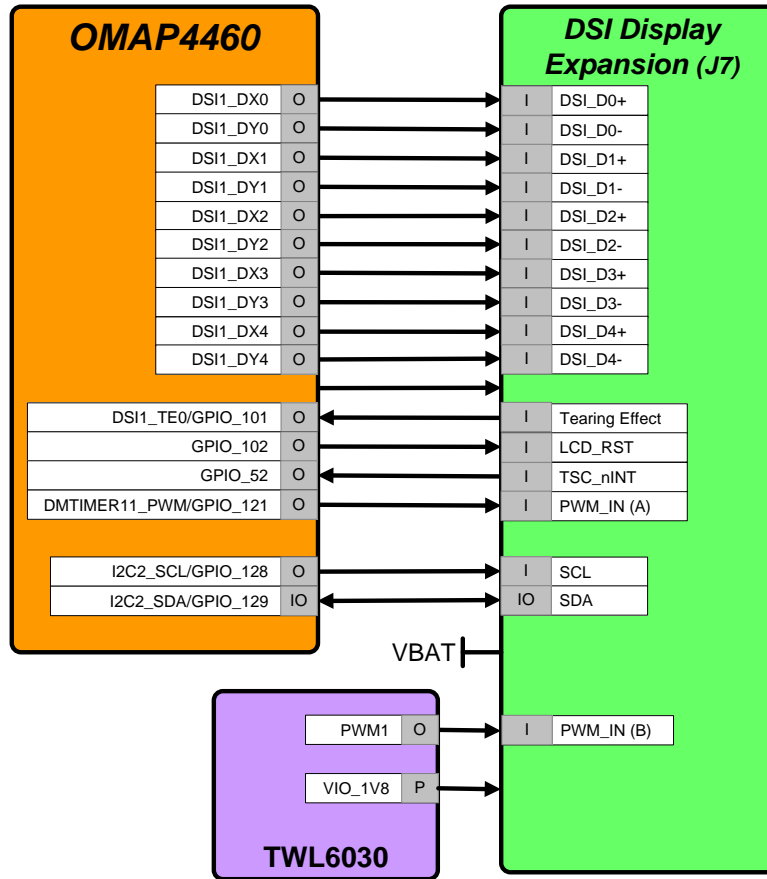 OMAP4460
DSI Display
Expansion (J7)
DSI1_DX0 O I DSI_D0+
DSI1_DY0 O I DSI_D0-
DSI1_DX1 O I DSI_D1+
DSI1_DY1 O I DSI_D1-
DSI1_DX2 O I DSI_D2+
DSI1_DY2 O I DSI_D2-
DSI1_DX3 O I DSI_D3+
DSI1_DY3 O I DSI_D3-
DSI1_DX4 O I DSI_D4+
DSI1_DY4 O I DSI_D4-
DSI1_TE0/GPIO_101 O I Tearing Effect
GPIO_102 O I LCD_RST
GPIO_52 O I TSC_nINT
DMTIMER11_PWM/GPIO_121 O I PWM_IN (A)
I2C2_SCL/GPIO_128 O I SCL
I2C2_SDA/GPIO_129 IO IO SDA
VBAT
PWM1 O I PWM_IN (B)
VIO_1V8 P
TWL6030